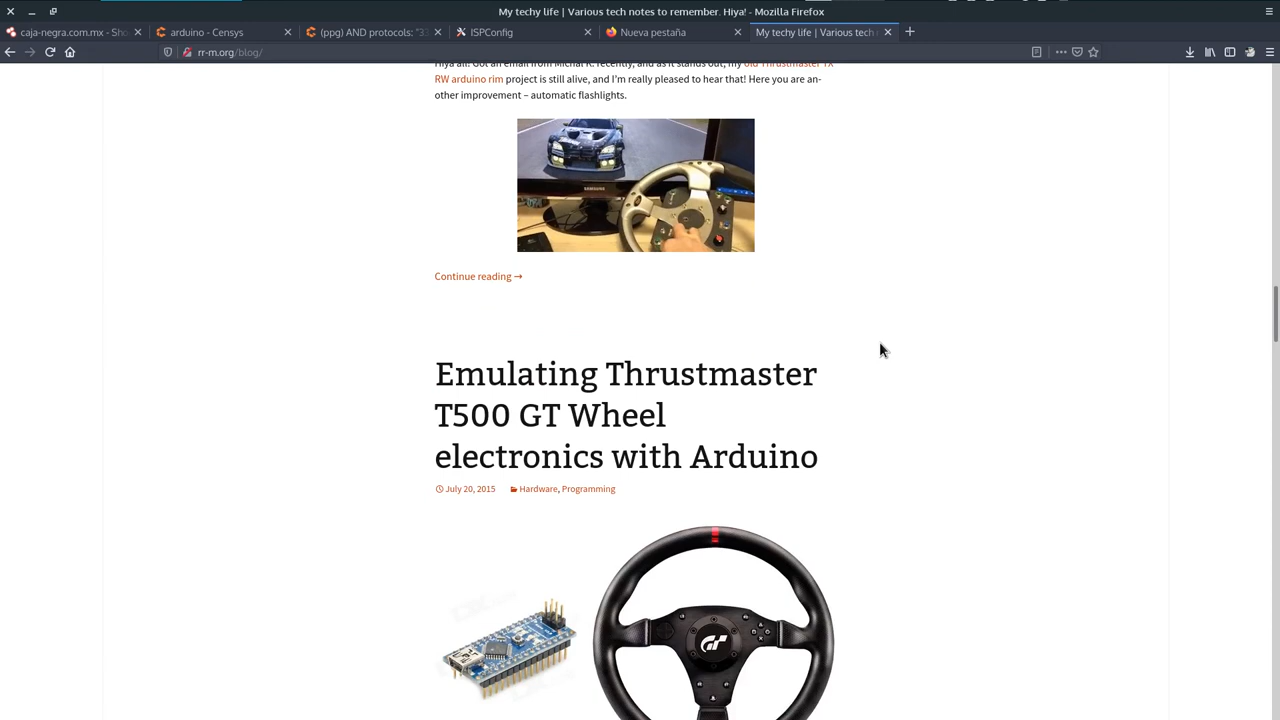 My techy life | Various tech notes to remember. Hiya! - Mozilla Firefox
caja-negra.com.mx - Sho
arduino - Censys
(ppg) AND protocols: "33
ISPConfig
Nueva pestaña
My techy life | Various tech n
rr-m.org/blog/
Hiya all! Got an email from Michal R. recently, and as it stands out, my old Thrustmaster TX
RW arduino rim project is still alive, and I'm really pleased to hear that! Here you are an-
other improvement – automatic flashlights.
SAMSUNG
Continue reading →
Emulating Thrustmaster
T500 GT Wheel
electronics with Arduino
July 20, 2015
Hardware, Programming
GT